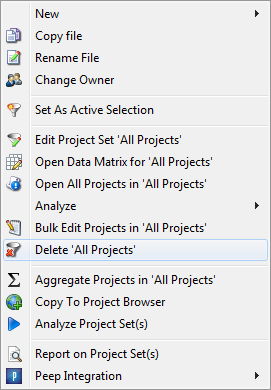 New
Copy file
Rename File
Change Owner
Set As Active Selection
Edit Project Set 'All Projects'
Open Data Matrix for 'All Projects'
Open All Projects in 'All Projects'
Analyze
Bulk Edit Projects in 'All Projects'
Delete 'All Projects'
Aggregate Projects in 'All Projects'
Copy To Project Browser
Analyze Project Set(s)
Report on Project Set(s)
Peep Integration